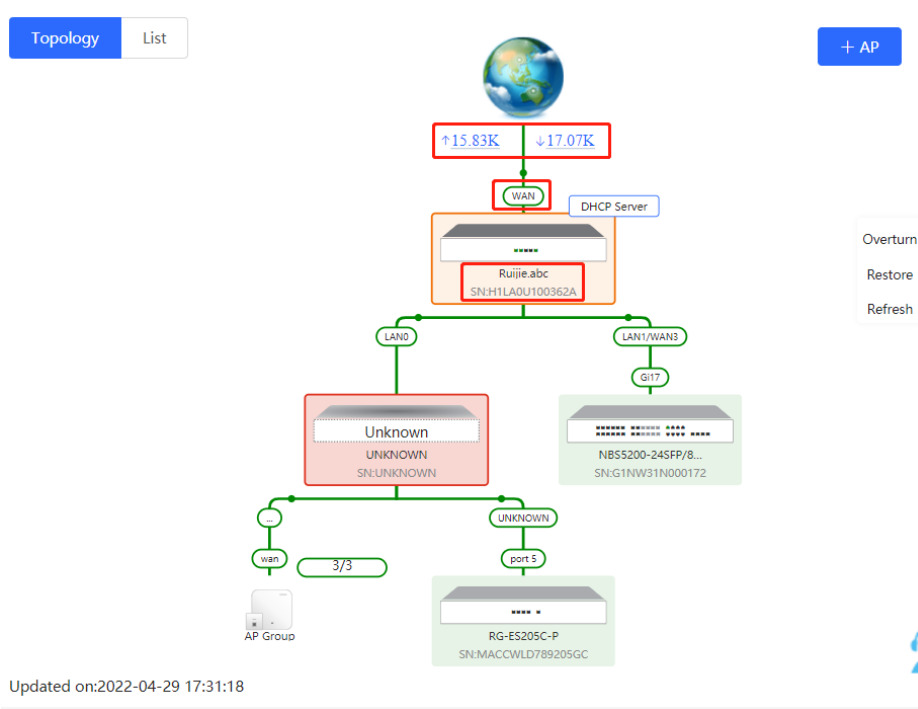 Topology List
+ AP
↑15.83K ↓17.07K
WAN
DHCP Server
Ruijie.abc
SN:H1LA0U100362A
Overturn
Restore
Refresh
LAN0 LAN1/WAN3
Gi17
Unknown
UNKNOWN
SN:UNKNOWN
NBS5200-24SFP/8...
SN:G1NW31N000172
... UNKNOWN
wan 3/3 port 5
AP Group
RG-ES205C-P
SN:MACCWLD789205GC
Updated on:2022-04-29 17:31:18